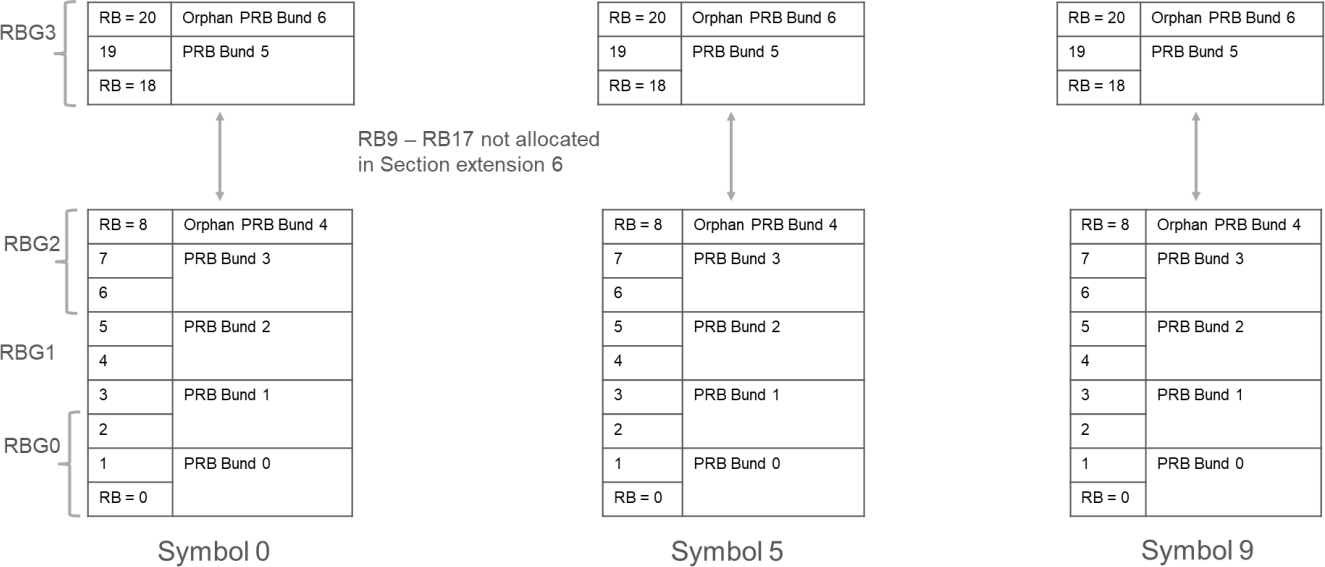 RBG3
RB = 20 Orphan PRB Bund 6
19 PRB Bund 5
RB = 18
RB = 20 Orphan PRB Bund 6
19 PRB Bund 5
RB = 18
RB = 20 Orphan PRB Bund 6
19 PRB Bund 5
RB = 18
RB9 – RB17 not allocated
in Section extension 6
RBG2
RBG1
RBG0
RB = 8 Orphan PRB Bund 4
7 PRB Bund 3
6
5 PRB Bund 2
4
3 PRB Bund 1
2
1 PRB Bund 0
RB = 0
Symbol 0
RB = 8 Orphan PRB Bund 4
7 PRB Bund 3
6
5 PRB Bund 2
4
3 PRB Bund 1
2
1 PRB Bund 0
RB = 0
Symbol 5
RB = 8 Orphan PRB Bund 4
7 PRB Bund 3
6
5 PRB Bund 2
4
3 PRB Bund 1
2
1 PRB Bund 0
RB = 0
Symbol 9